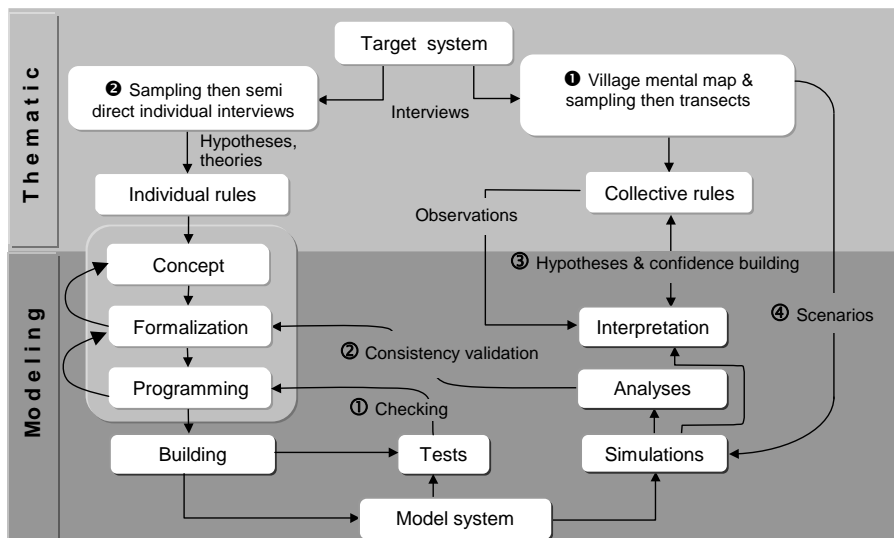 Thematic
Target system
❷ Sampling then semi
direct individual interviews
Interviews
❶ Village mental map &
sampling then transects
Hypotheses,
theories
Individual rules
Collective rules
Observations
Modeling
Concept
③ Hypotheses & confidence building
Formalization
Interpretation
④ Scenarios
② Consistency validation
Programming
Analyses
① Checking
Building
Tests
Simulations
Model system